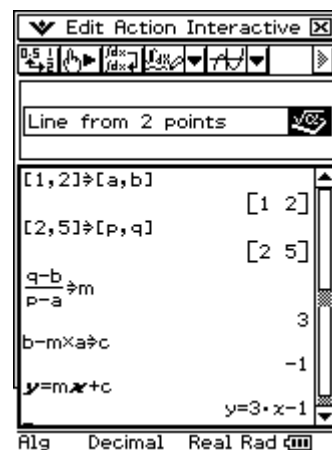 Edit Action Interactive
Line from 2 points
[1,2]⇒[a,b]
[1 2]
[2,5]⇒[p,q]
[2 5]
q-b
p-a ⇒m
3
b-m×a⇒c
-1
y=mx+c
y=3·x-1
Alg Decimal Real Rad